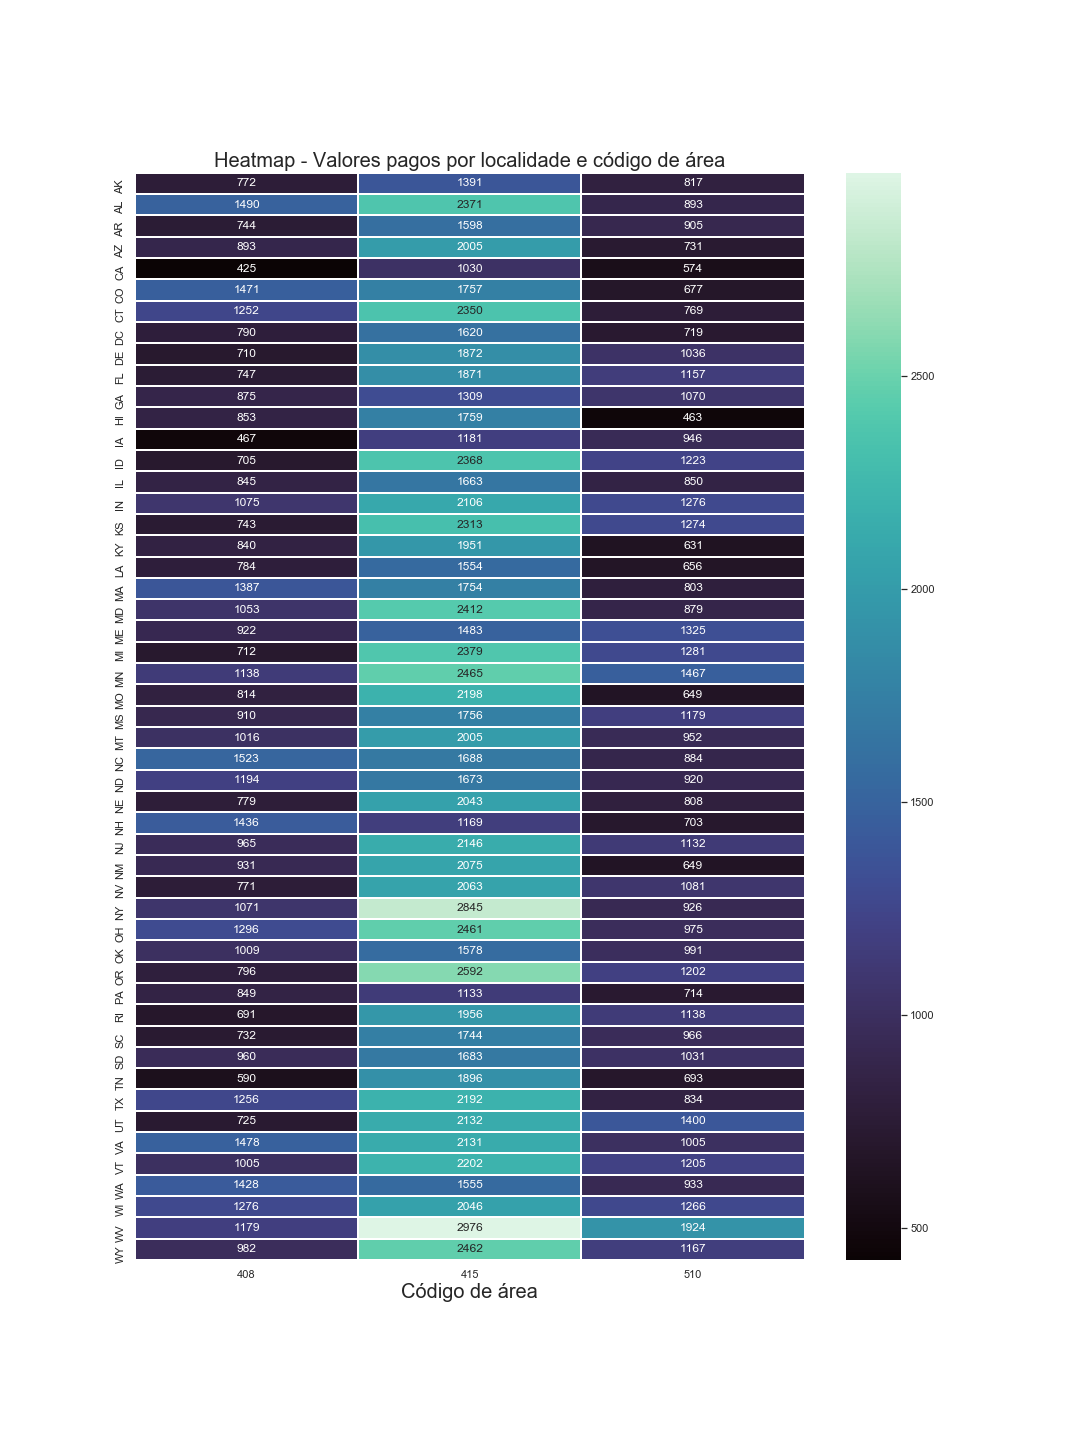 Heatmap - Valores pagos por localidade e código de área
AK 772 1391 817
AL 1490 2371 893
AR 744 1598 905
AZ 893 2005 731
CA 425 1030 574
CO 1471 1757 677
CT 1252 2350 769
DC 790 1620 719
DE 710 1872 1036
FL 747 1871 1157
GA 875 1309 1070
HI 853 1759 463
IA 467 1181 946
ID 705 2368 1223
IL 845 1663 850
IN 1075 2106 1276
KS 743 2313 1274
KY 840 1951 631
LA 784 1554 656
MA 1387 1754 803
MD 1053 2412 879
ME 922 1483 1325
MI 712 2379 1281
MN 1138 2465 1467
MO 814 2198 649
MS 910 1756 1179
MT 1016 2005 952
NC 1523 1688 884
ND 1194 1673 920
NE 779 2043 808
NH 1436 1169 703
NJ 965 2146 1132
NM 931 2075 649
NV 771 2063 1081
NY 1071 2845 926
OH 1296 2461 975
OK 1009 1578 991
OR 796 2592 1202
PA 849 1133 714
RI 691 1956 1138
SC 732 1744 966
SD 960 1683 1031
TN 590 1896 693
TX 1256 2192 834
UT 725 2132 1400
VA 1478 2131 1005
VT 1005 2202 1205
WA 1428 1555 933
WI 1276 2046 1266
WV 1179 2976 1924
WY 982 2462 1167
408 415 510
Código de área
2500
2000
1500
1000
500